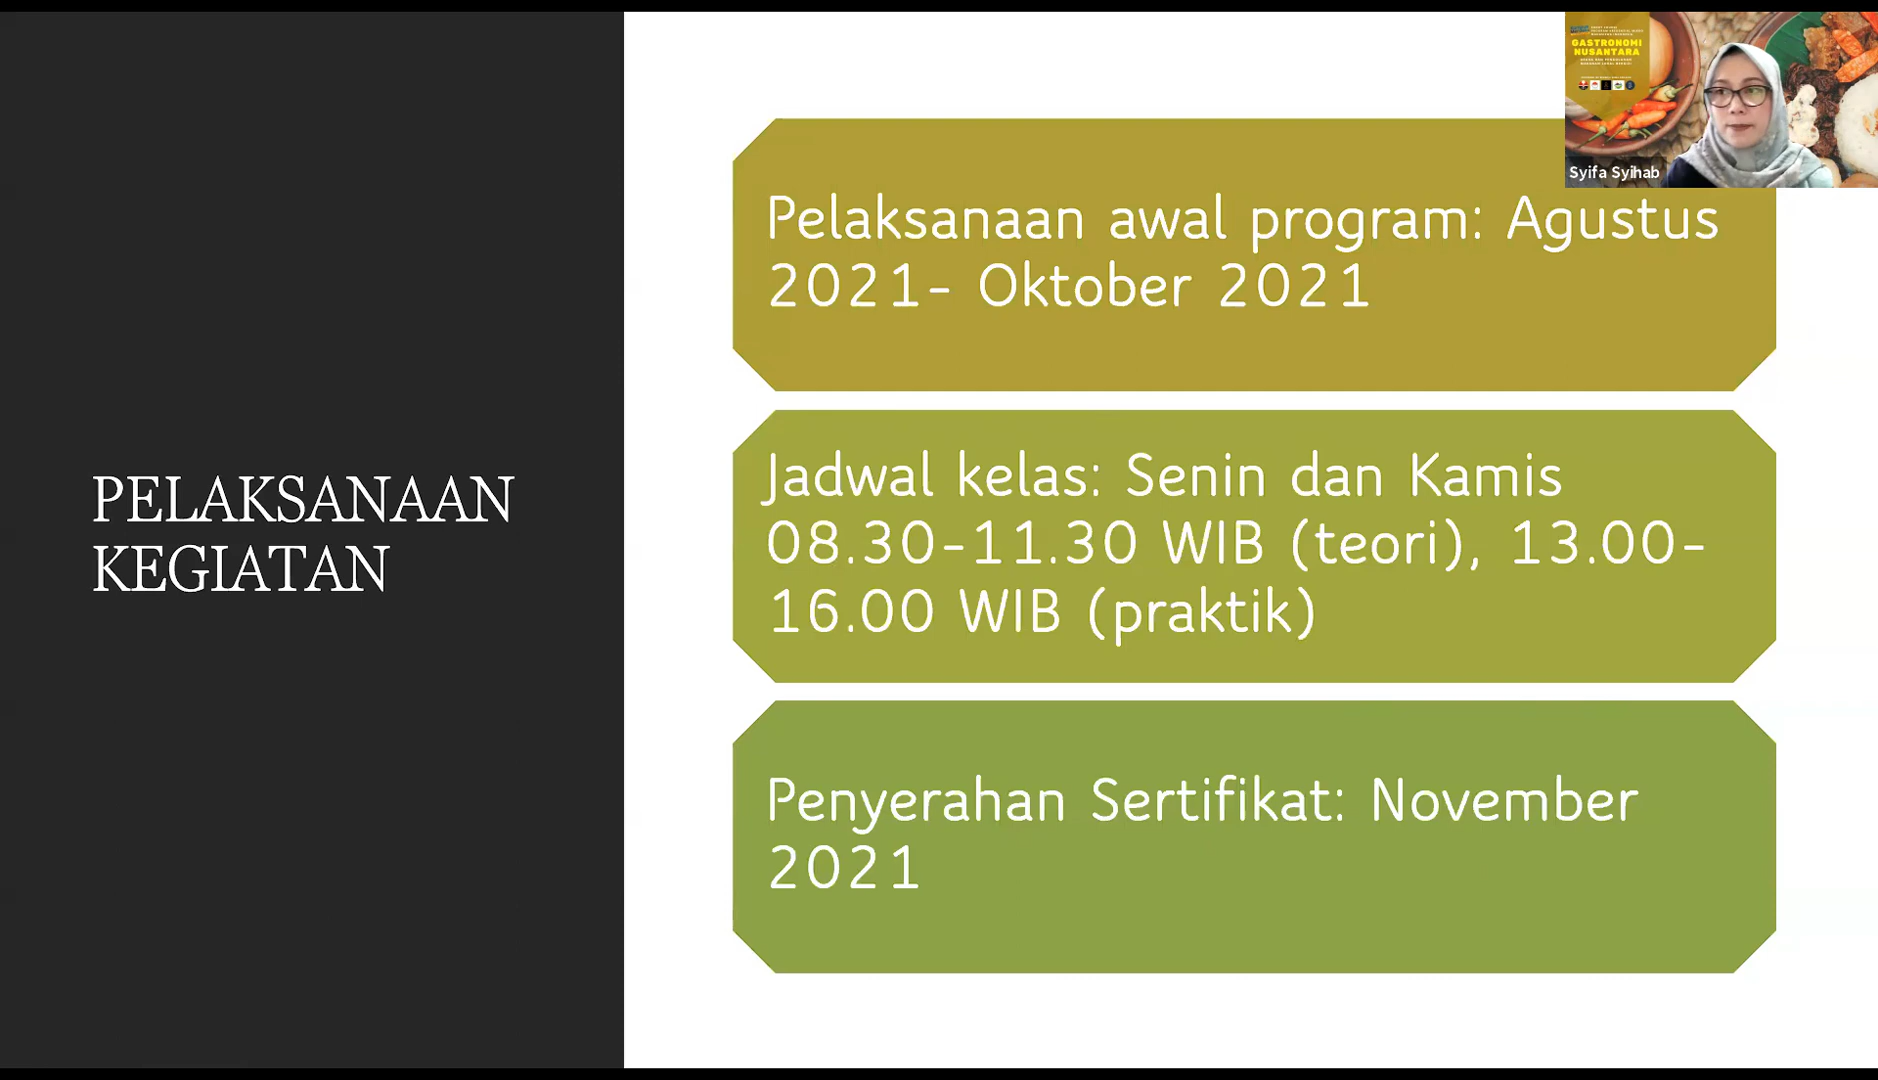 GASTRONOMI
NUSANTARA
Syifa Syihab
PELAKSANAAN
KEGIATAN
Pelaksanaan awal program: Agustus
2021- Oktober 2021
Jadwal kelas: Senin dan Kamis
08.30-11.30 WIB (teori), 13.00-
16.00 WIB (praktik)
Penyerahan Sertifikat: November
2021